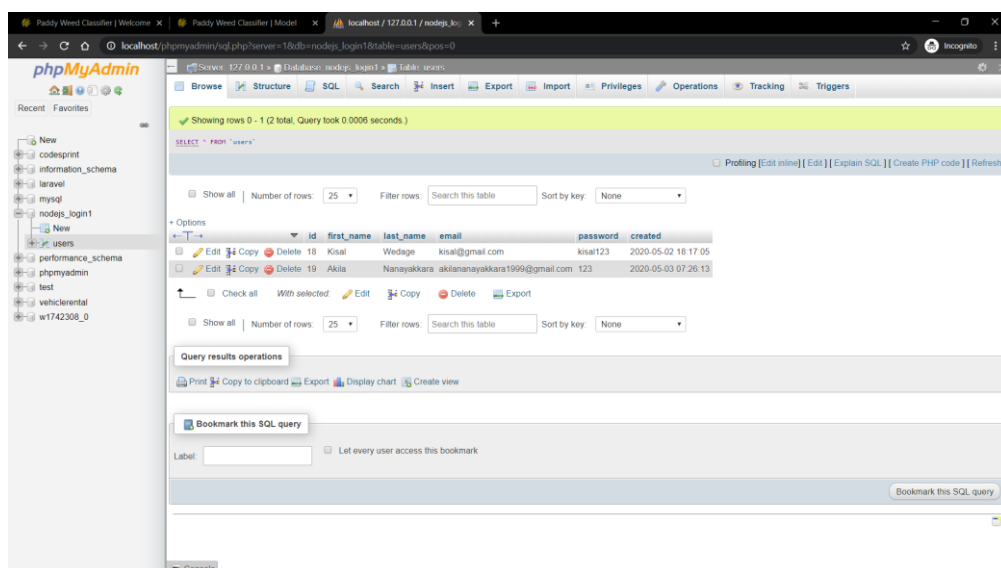 Paddy Weed Classifier | Welcome
Paddy Weed Classifier | Model
localhost / 127.0.0.1 / nodejs_log
localhost/phpmyadmin/sql.php?server=1&db=nodejs_login1&table=users&pos=0
Incognito
phpMyAdmin
Recent Favorites
New
codesprint
information_schema
laravel
mysql
nodejs_login1
New
users
performance_schema
phpmyadmin
test
vehiclerental
w1742308_0
Server: 127.0.0.1 » Database: nodejs_login1 » Table: users
Browse Structure SQL Search Insert Export Import Privileges Operations Tracking Triggers
Showing rows 0 - 1 (2 total, Query took 0.0006 seconds.)
SELECT * FROM `users`
Profiling [Edit inline] [ Edit ] [ Explain SQL ] [ Create PHP code ] [ Refresh
Show all | Number of rows: 25 Filter rows: Search this table Sort by key: None
+ Options
←T→ id first_name last_name email password created
Edit Copy Delete 18 Kisal Wedage kisal@gmail.com kisal123 2020-05-02 18:17:05
Edit Copy Delete 19 Akila Nanayakkara akilananayakkara1999@gmail.com 123 2020-05-03 07:26:13
Check all With selected: Edit Copy Delete Export
Show all | Number of rows: 25 Filter rows: Search this table Sort by key: None
Query results operations
Print Copy to clipboard Export Display chart Create view
Bookmark this SQL query
Label: Let every user access this bookmark
Bookmark this SQL query
Console